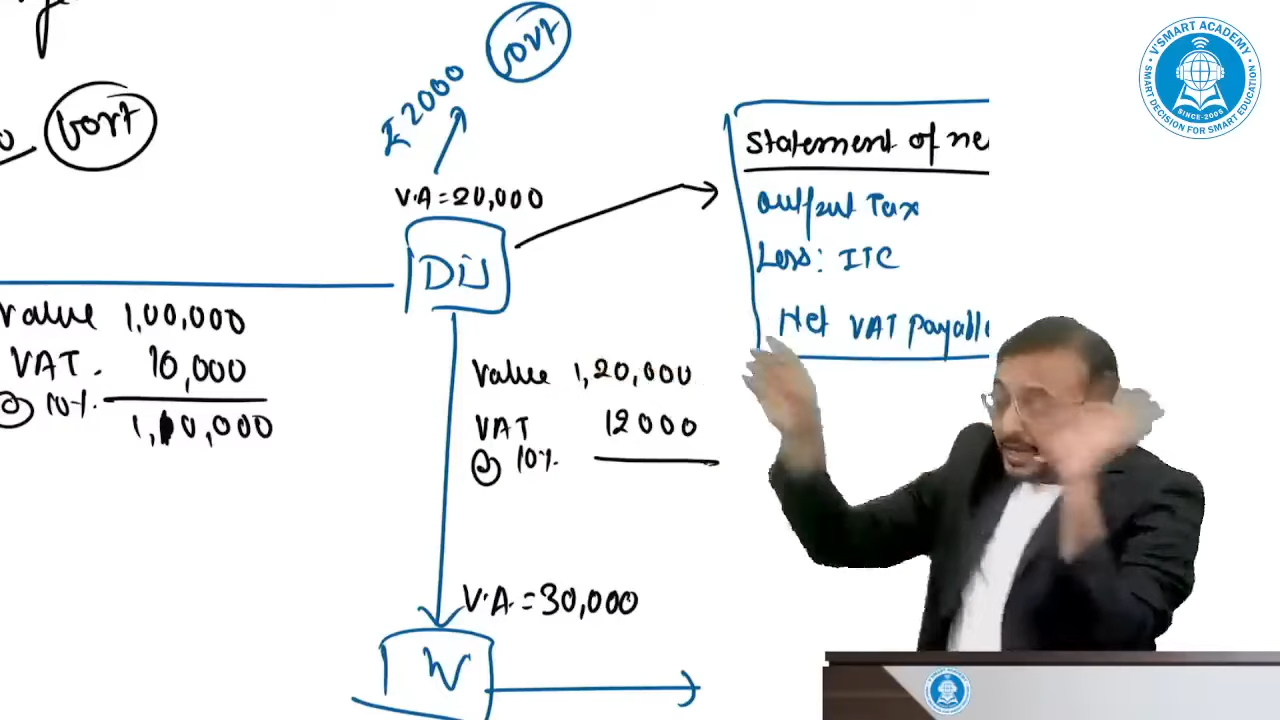 Govt
₹2000
Govt
V.A = 20,000
DU
Value 1,00,000
VAT. 10,000
@ 10%.
1,10,000
Statement of ne
Output Tax
Less: ITC
Net VAT payable
Value 1,20,000
VAT 12000
@ 10%.
V.A. = 30,000
W
V'SMART ACADEMY
SINCE-2006
SMART DECISION FOR SMART EDUCATION